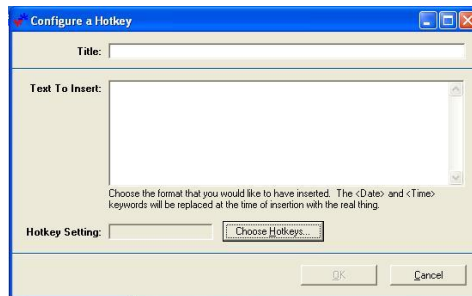 Configure a Hotkey
Title:
Text To Insert:
Choose the format that you would like to have inserted. The <Date> and <Time>
keywords will be replaced at the time of insertion with the real thing.
Hotkey Setting:
Choose Hotkeys...
OK
Cancel